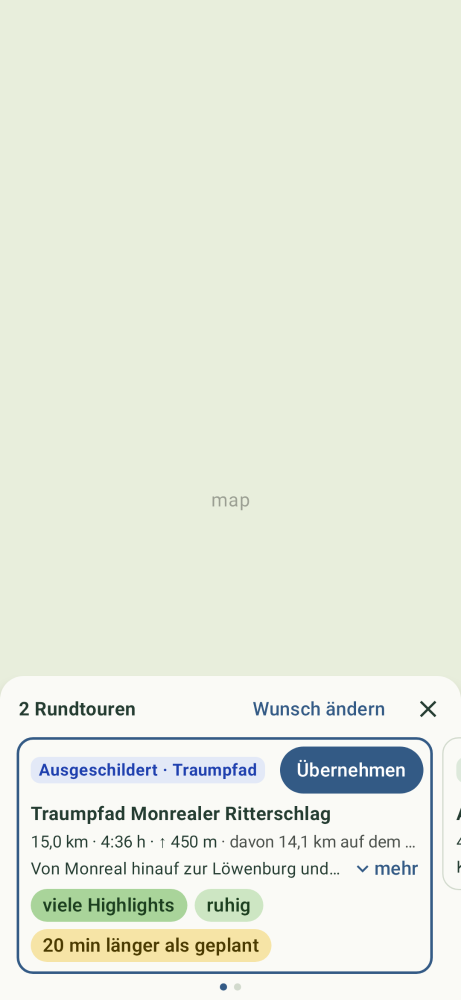 map
2 Rundtouren Wunsch ändern
Ausgeschildert · Traumpfad Übernehmen
Traumpfad Monrealer Ritterschlag
15,0 km · 4:36 h · ↑ 450 m · davon 14,1 km auf dem …
Von Monreal hinauf zur Löwenburg und… mehr
viele Highlights ruhig
20 min länger als geplant